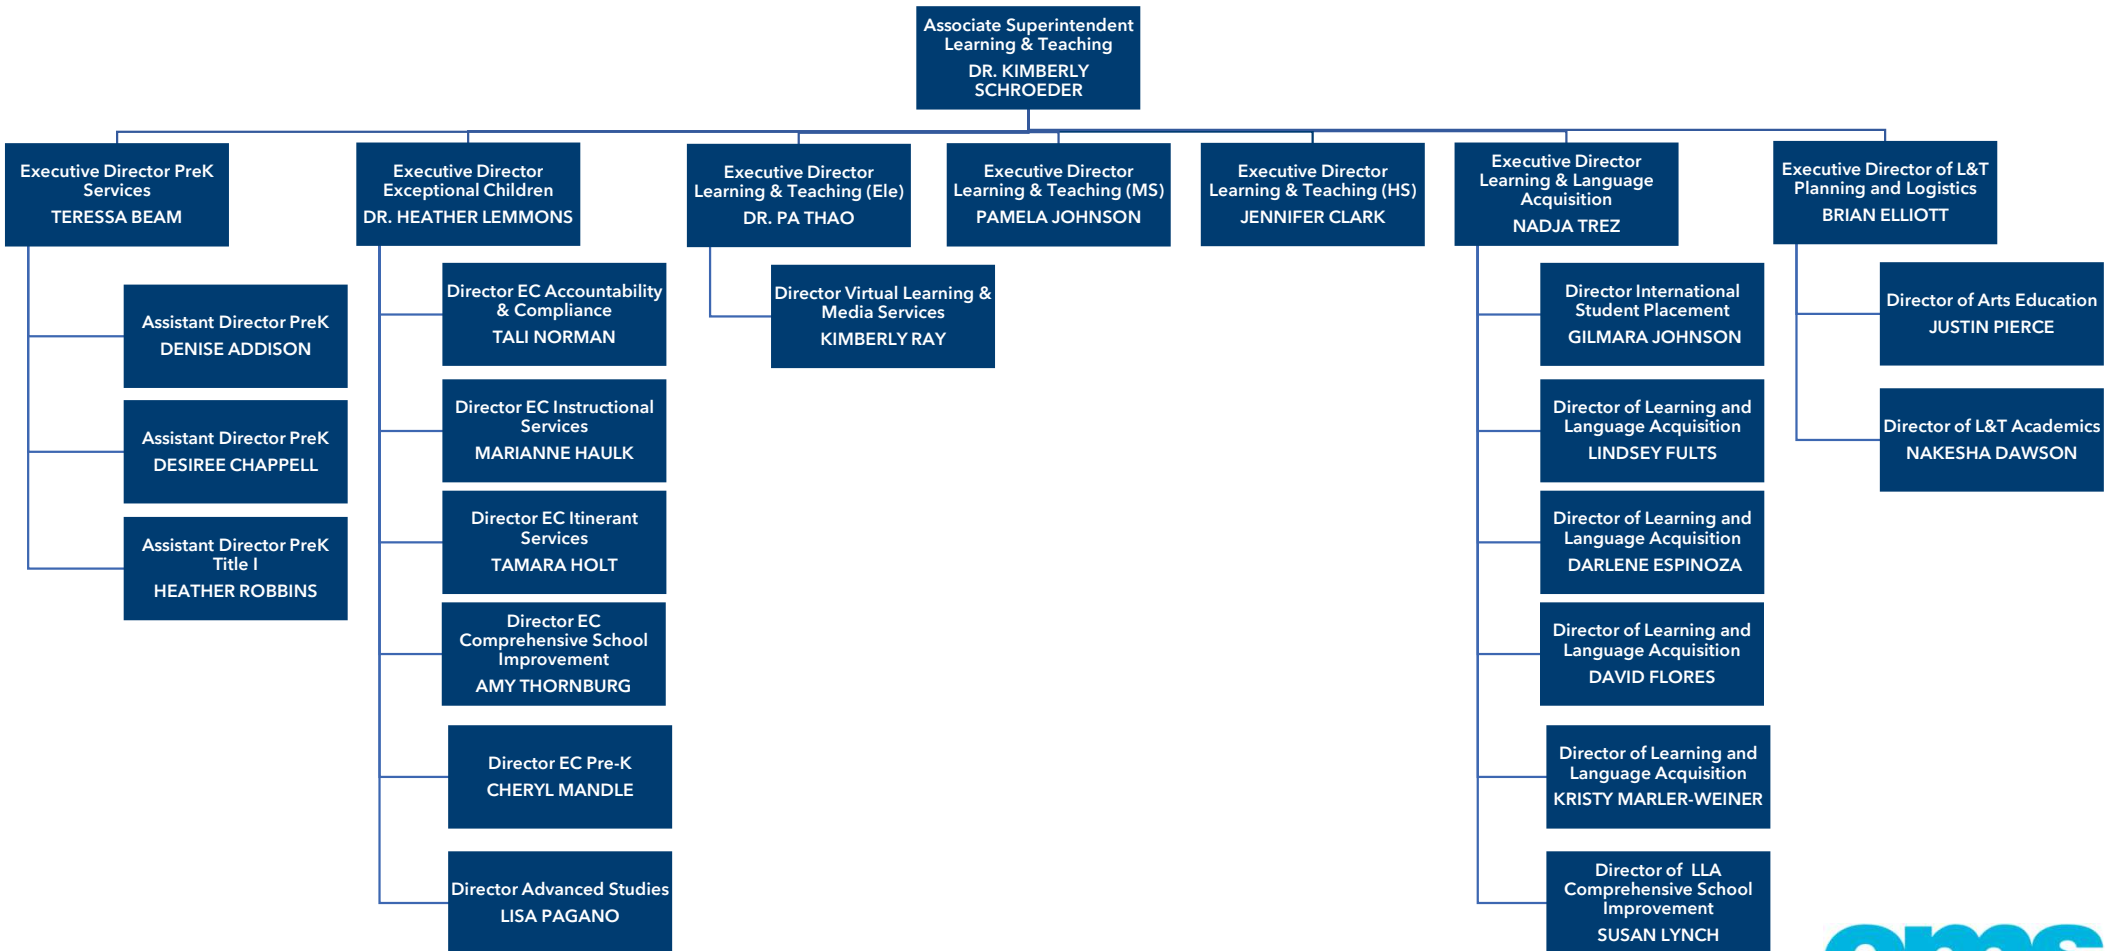 Associate Superintendent
Learning & Teaching
DR. KIMBERLY
SCHROEDER
Executive Director PreK
Services
TERESSA BEAM
Assistant Director PreK
DENISE ADDISON
Assistant Director PreK
DESIREE CHAPPELL
Assistant Director PreK
Title I
HEATHER ROBBINS
Executive Director
Exceptional Children
DR. HEATHER LEMMONS
Director EC Accountability
& Compliance
TALI NORMAN
Director EC Instructional
Services
MARIANNE HAULK
Director EC Itinerant
Services
TAMARA HOLT
Director EC
Comprehensive School
Improvement
AMY THORNBURG
Director EC Pre-K
CHERYL MANDLE
Director Advanced Studies
LISA PAGANO
Executive Director
Learning & Teaching (Ele)
DR. PA THAO
Director Virtual Learning &
Media Services
KIMBERLY RAY
Executive Director
Learning & Teaching (MS)
PAMELA JOHNSON
Executive Director
Learning & Teaching (HS)
JENNIFER CLARK
Executive Director
Learning & Language
Acquisition
NADJA TREZ
Director International
Student Placement
GILMARA JOHNSON
Director of Learning and
Language Acquisition
LINDSEY FULTS
Director of Learning and
Language Acquisition
DARLENE ESPINOZA
Director of Learning and
Language Acquisition
DAVID FLORES
Director of Learning and
Language Acquisition
KRISTY MARLER-WEINER
Director of LLA
Comprehensive School
Improvement
SUSAN LYNCH
Executive Director of L&T
Planning and Logistics
BRIAN ELLIOTT
Director of Arts Education
JUSTIN PIERCE
Director of L&T Academics
NAKESHA DAWSON